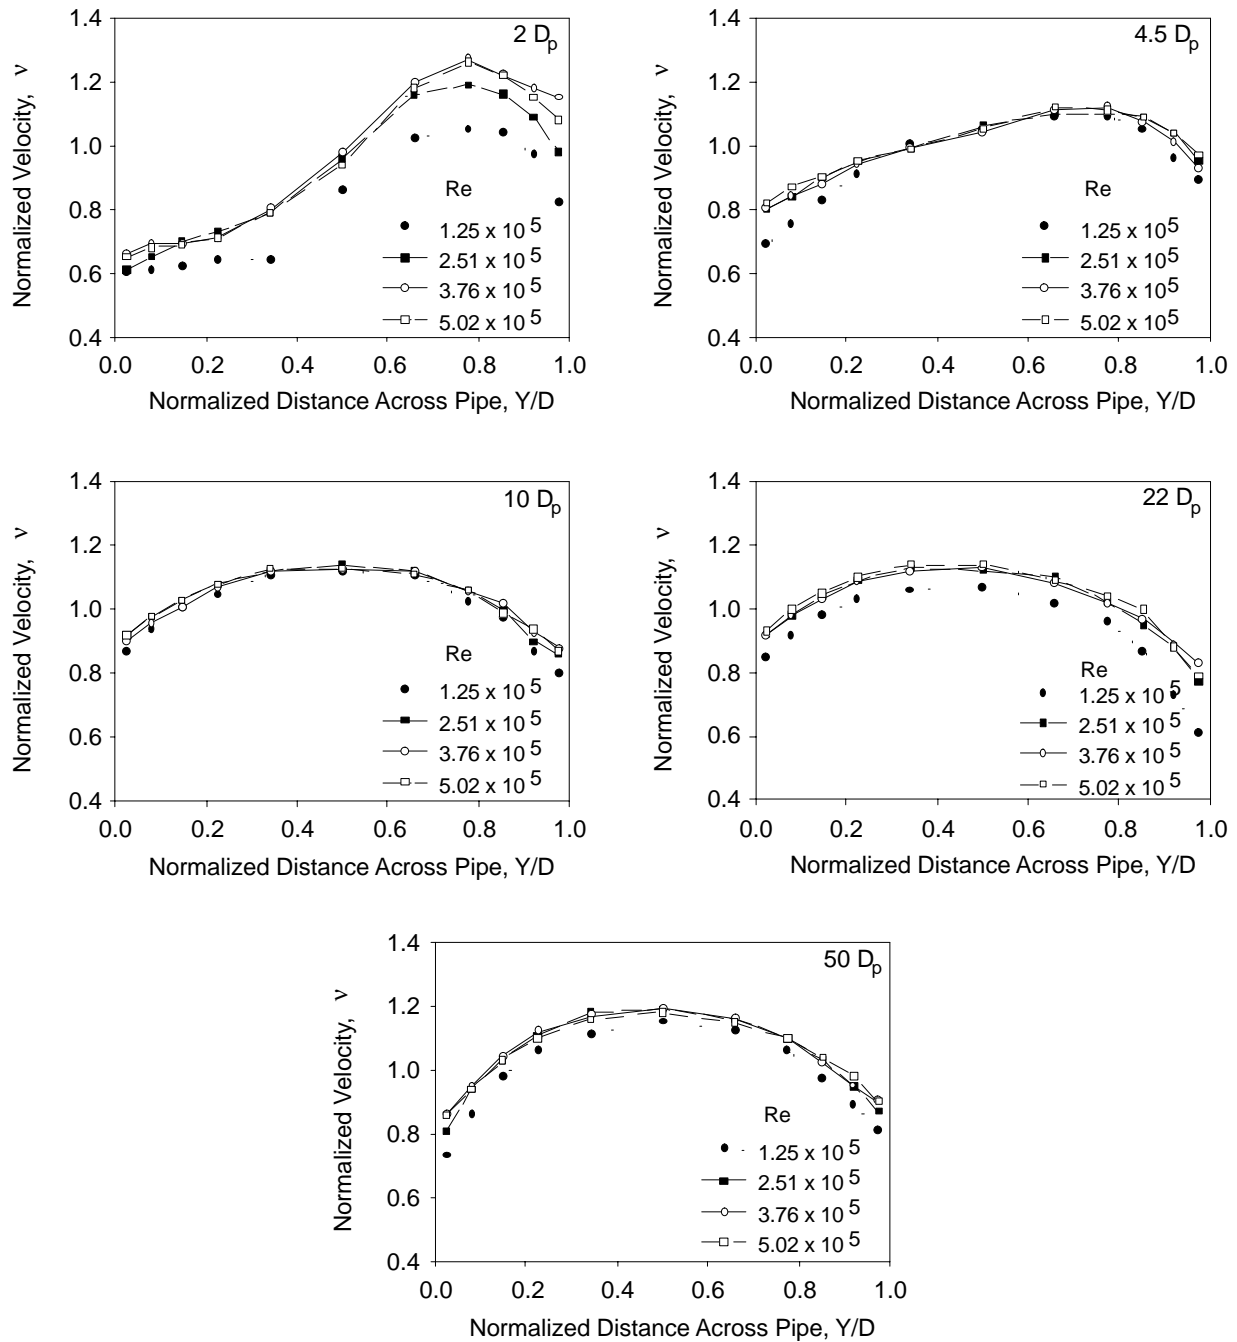 2 Dp
Normalized Velocity, ν
1.4
1.2
1.0
0.8
0.6
0.4
Re
1.25 x 10 5
2.51 x 10 5
3.76 x 10 5
5.02 x 10 5
0.0 0.2 0.4 0.6 0.8 1.0
Normalized Distance Across Pipe, Y/D
4.5 Dp
Normalized Velocity, ν
1.4
1.2
1.0
0.8
0.6
0.4
Re
1.25 x 10 5
2.51 x 10 5
3.76 x 10 5
5.02 x 10 5
0.0 0.2 0.4 0.6 0.8 1.0
Normalized Distance Across Pipe, Y/D
10 Dp
Normalized Velocity, ν
1.4
1.2
1.0
0.8
0.6
0.4
Re
1.25 x 10 5
2.51 x 10 5
3.76 x 10 5
5.02 x 10 5
0.0 0.2 0.4 0.6 0.8 1.0
Normalized Distance Across Pipe, Y/D
22 Dp
Normalized Velocity, ν
1.4
1.2
1.0
0.8
0.6
0.4
Re
1.25 x 10 5
2.51 x 10 5
3.76 x 10 5
5.02 x 10 5
0.0 0.2 0.4 0.6 0.8 1.0
Normalized Distance Across Pipe, Y/D
50 Dp
Normalized Velocity, ν
1.4
1.2
1.0
0.8
0.6
0.4
Re
1.25 x 10 5
2.51 x 10 5
3.76 x 10 5
5.02 x 10 5
0.0 0.2 0.4 0.6 0.8 1.0
Normalized Distance Across Pipe, Y/D